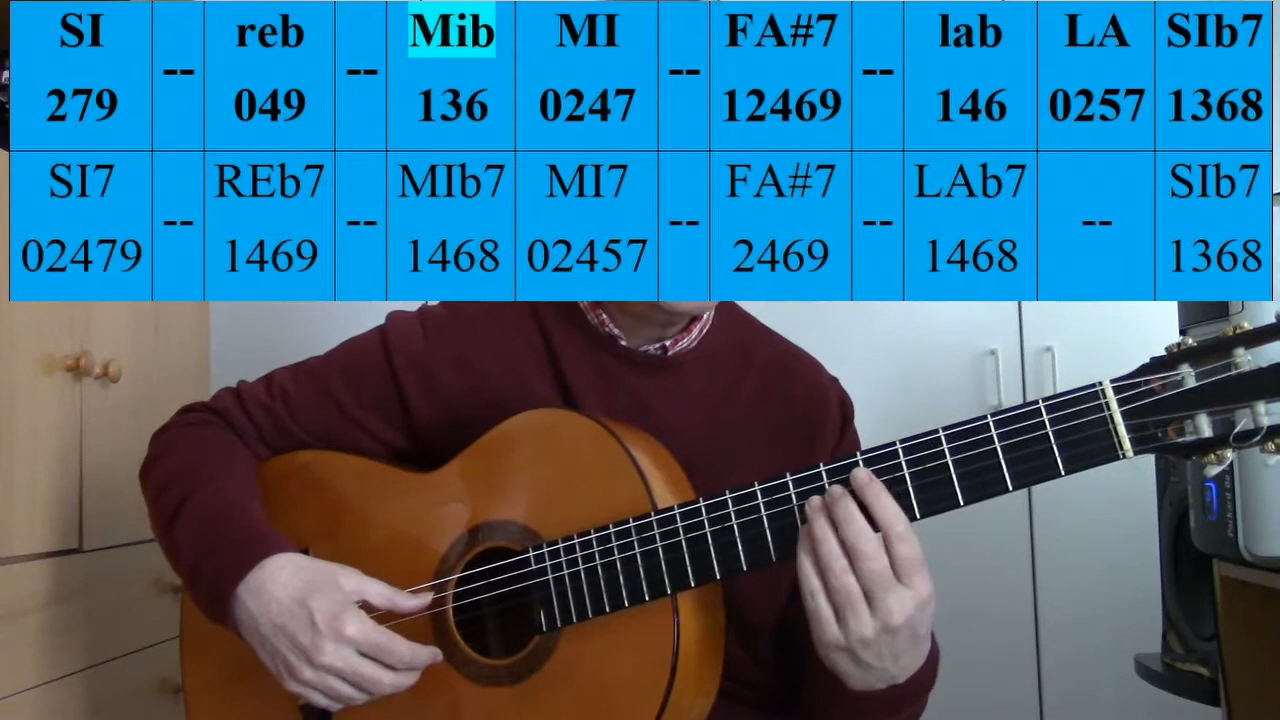 SI -- reb -- Mib MI -- FA#7 -- lab LA SIb7
279 049 136 0247 12469 146 0257 1368
SI7 -- REb7 -- MIb7 MI7 -- FA#7 -- LAb7 -- SIb7
02479 1469 1468 02457 2469 1468 1368